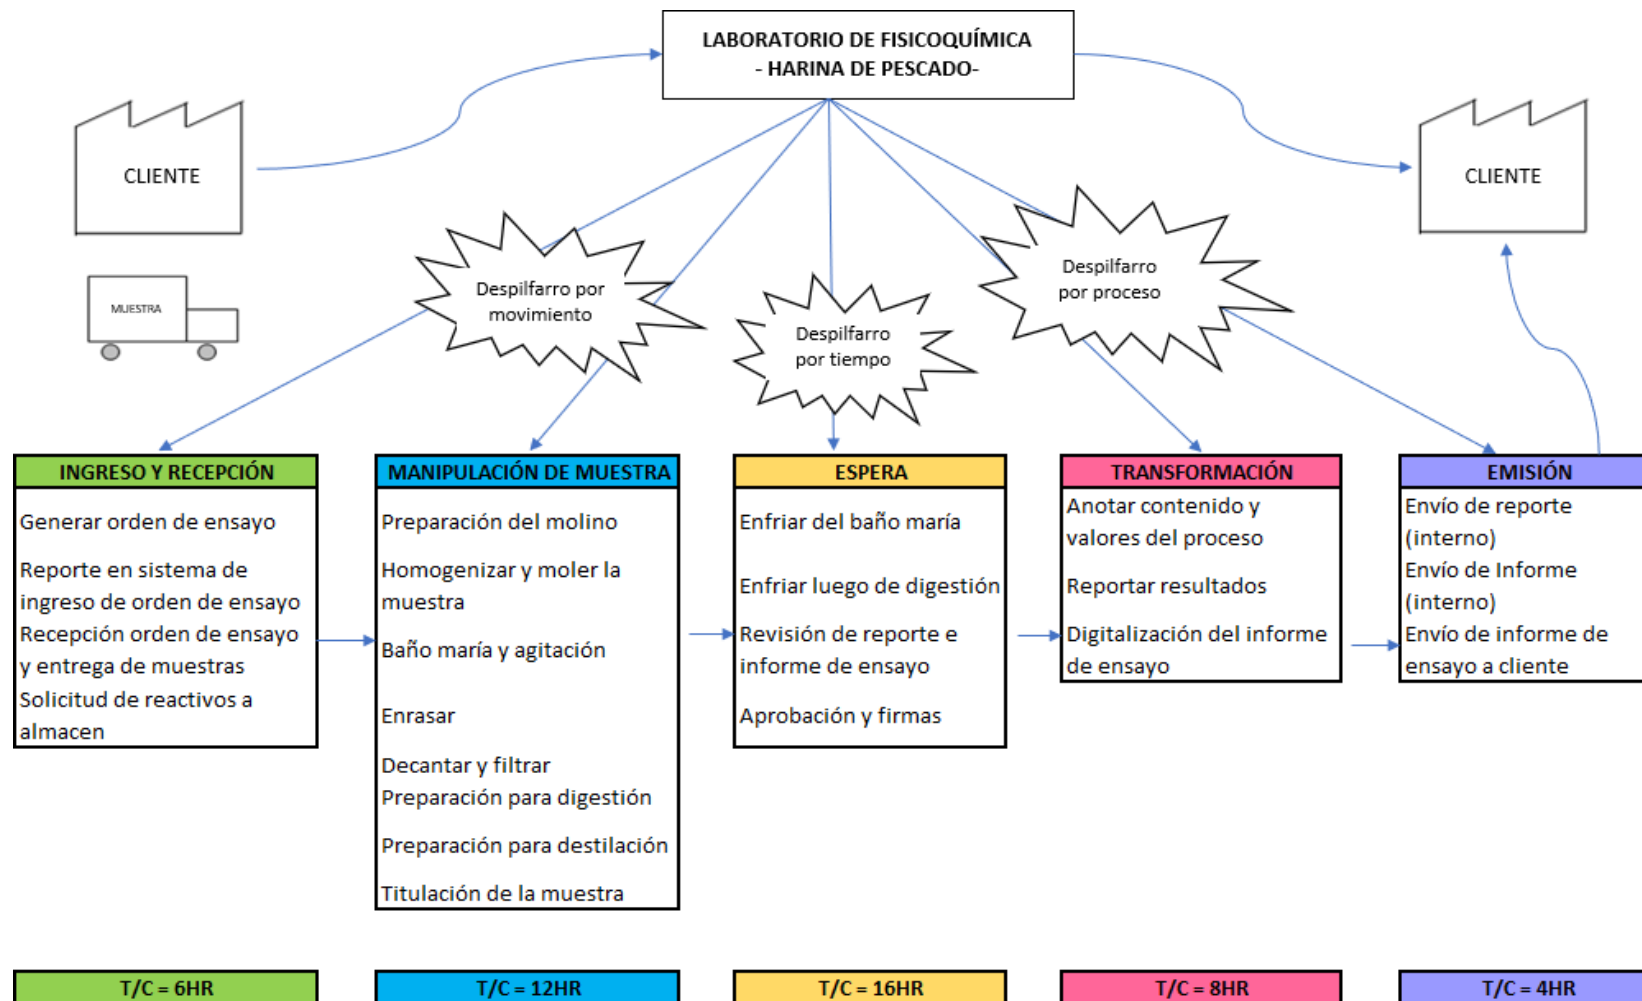 LABORATORIO DE FISICOQUÍMICA
- HARINA DE PESCADO-
CLIENTE
CLIENTE
MUESTRA
Despilfarro por
movimiento
Despilfarro
por tiempo
Despilfarro
por proceso
INGRESO Y RECEPCIÓN
Generar orden de ensayo
Reporte en sistema de
ingreso de orden de ensayo
Recepción orden de ensayo
y entrega de muestras
Solicitud de reactivos a
almacen
MANIPULACIÓN DE MUESTRA
Preparación del molino
Homogenizar y moler la
muestra
Baño maría y agitación
Enrasar
Decantar y filtrar
Preparación para digestión
Preparación para destilación
Titulación de la muestra
ESPERA
Enfriar del baño maría
Enfriar luego de digestión
Revisión de reporte e
informe de ensayo
Aprobación y firmas
TRANSFORMACIÓN
Anotar contenido y
valores del proceso
Reportar resultados
Digitalización del informe
de ensayo
EMISIÓN
Envío de reporte
(interno)
Envío de Informe
(interno)
Envío de informe de
ensayo a cliente
T/C = 6HR
T/C = 12HR
T/C = 16HR
T/C = 8HR
T/C = 4HR